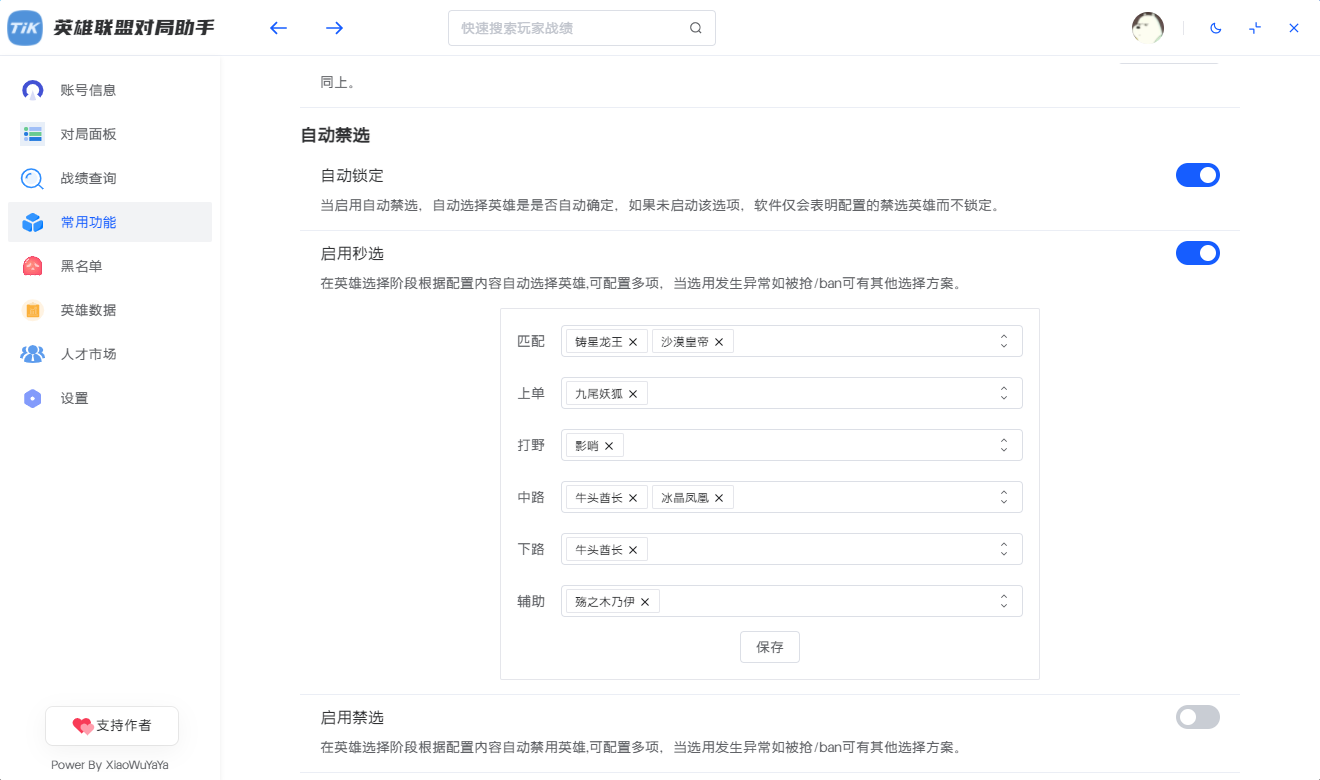 TiK 英雄联盟对局助手
快速搜索玩家战绩
账号信息
对局面板
战绩查询
常用功能
黑名单
英雄数据
人才市场
设置
支持作者
Power By XiaoWuYaYa
同上。
自动禁选
自动锁定
当启用自动禁选，自动选择英雄是是否自动确定，如果未启动该选项，软件仅会表明配置的禁选英雄而不锁定。
启用秒选
在英雄选择阶段根据配置内容自动选择英雄,可配置多项，当选用发生异常如被抢/ban可有其他选择方案。
匹配 铸星龙王 沙漠皇帝
上单 九尾妖狐
打野 影哨
中路 牛头酋长 冰晶凤凰
下路 牛头酋长
辅助 殇之木乃伊
保存
启用禁选
在英雄选择阶段根据配置内容自动禁用英雄,可配置多项，当选用发生异常如被抢/ban可有其他选择方案。